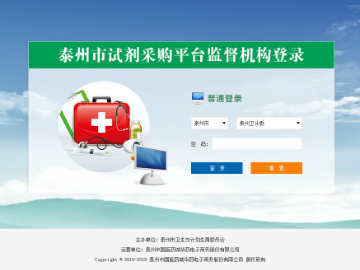 泰州市试剂采购平台监督机构登录
普通登录
泰州市 泰州卫计委
密 码：
登 录 重 置
主办单位：泰州市卫生与计划生育委员会
运营单位：泰州中国医药城华药电子商务股份有限公司
Copyright © 2015-2016 泰州中国医药城华药电子商务股份有限公司 版权所有